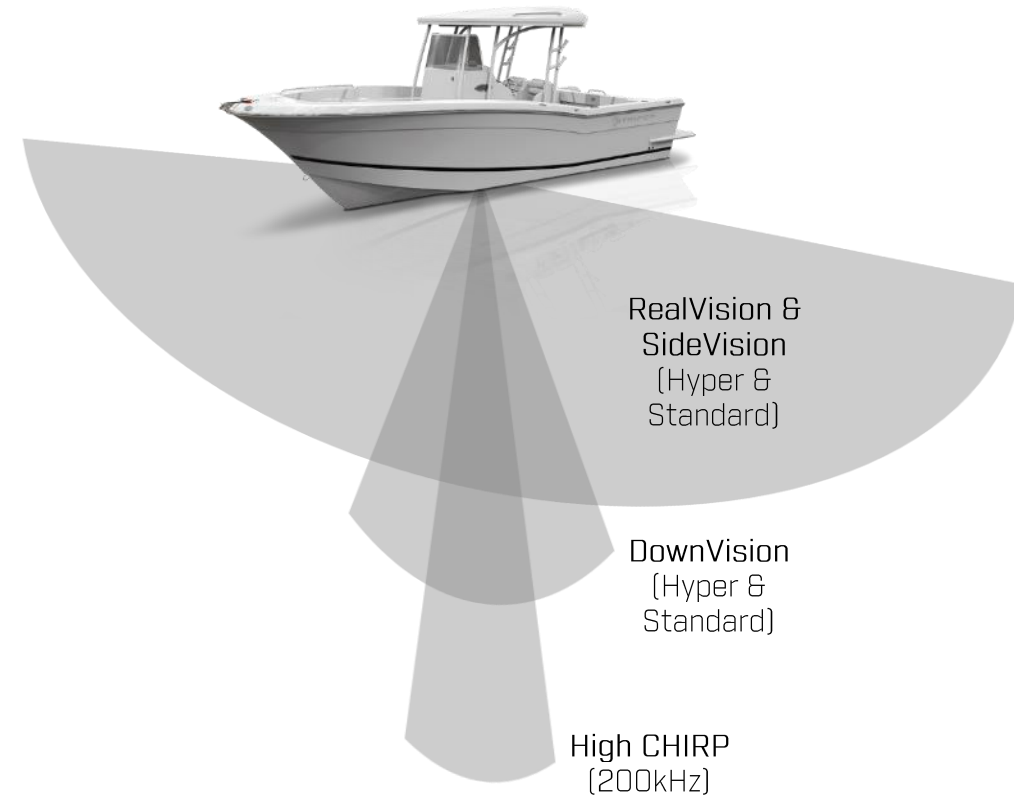 RealVision &
SideVision
(Hyper &
Standard)
DownVision
(Hyper &
Standard)
High CHIRP
(200kHz)